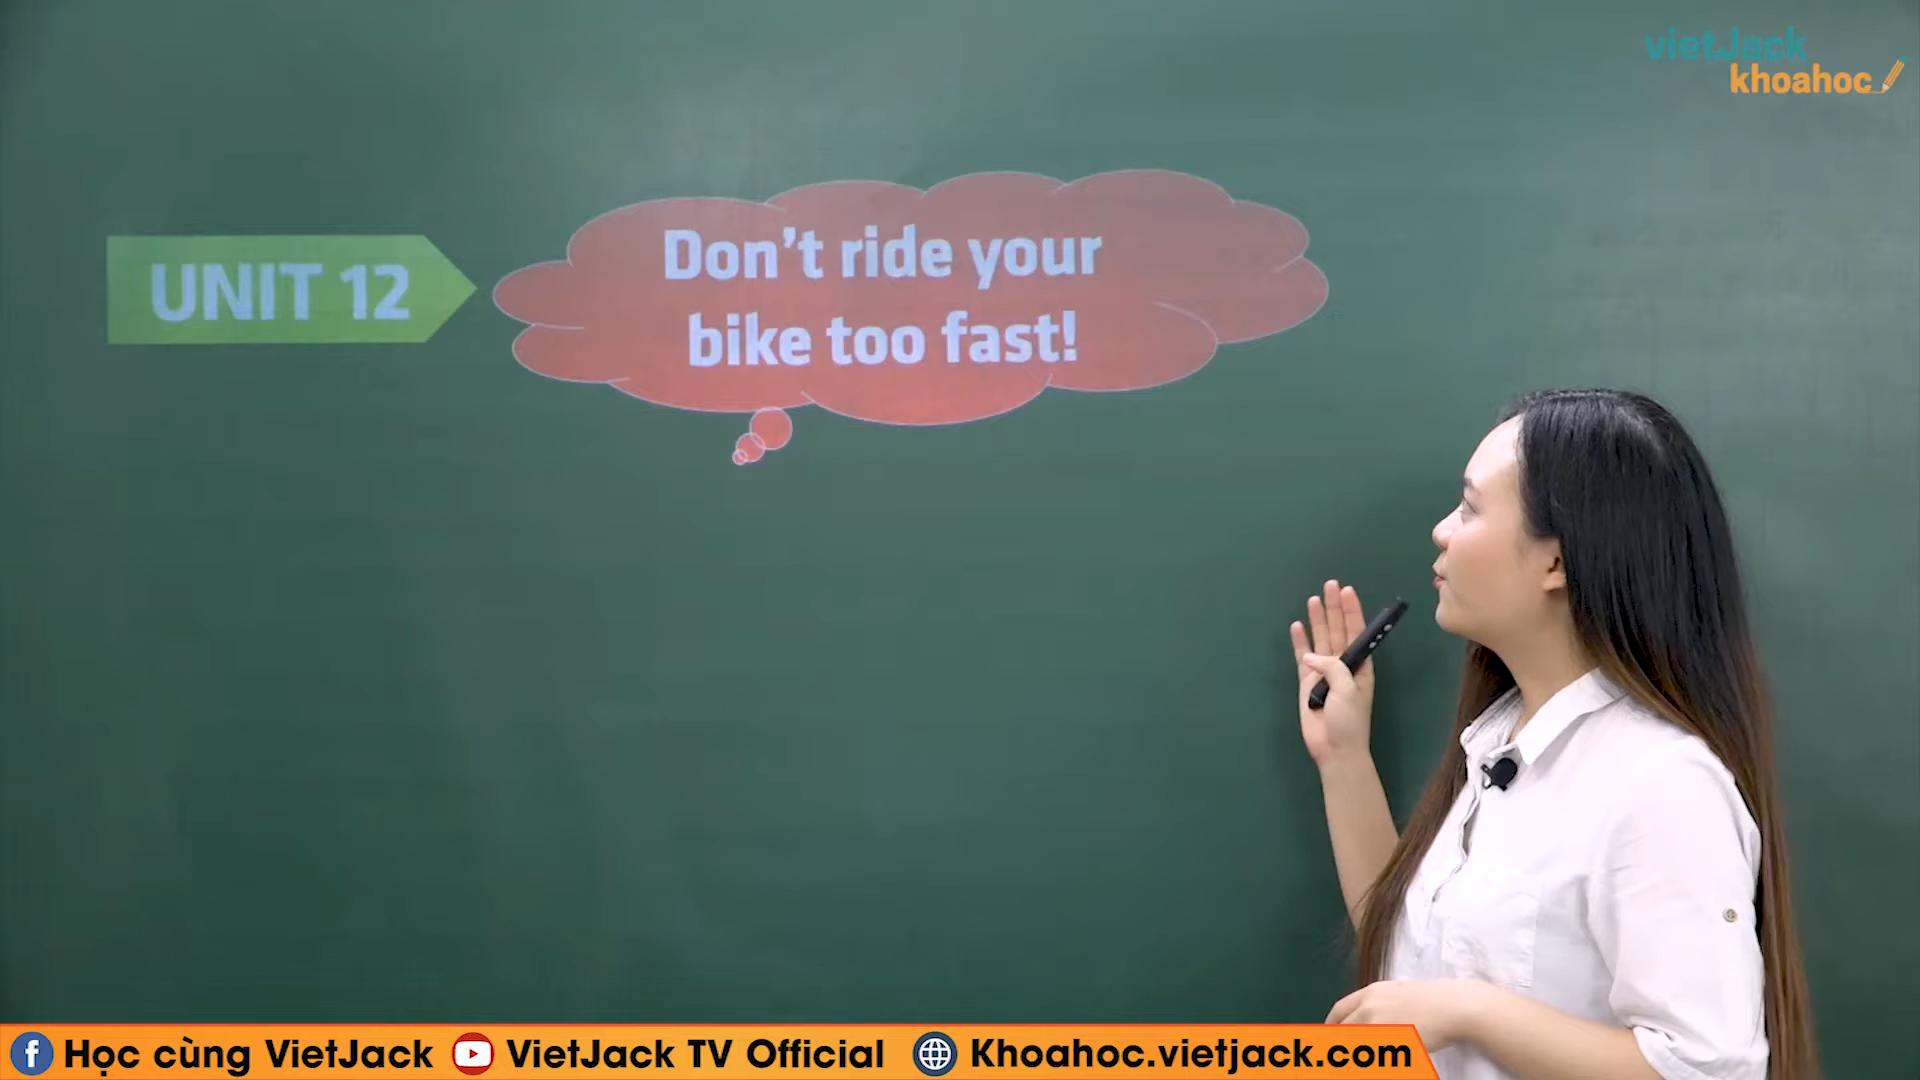 vietJack
khoahoc
UNIT 12
Don't ride your
bike too fast!
Học cùng VietJack
VietJack TV Official
Khoahoc.vietjack.com